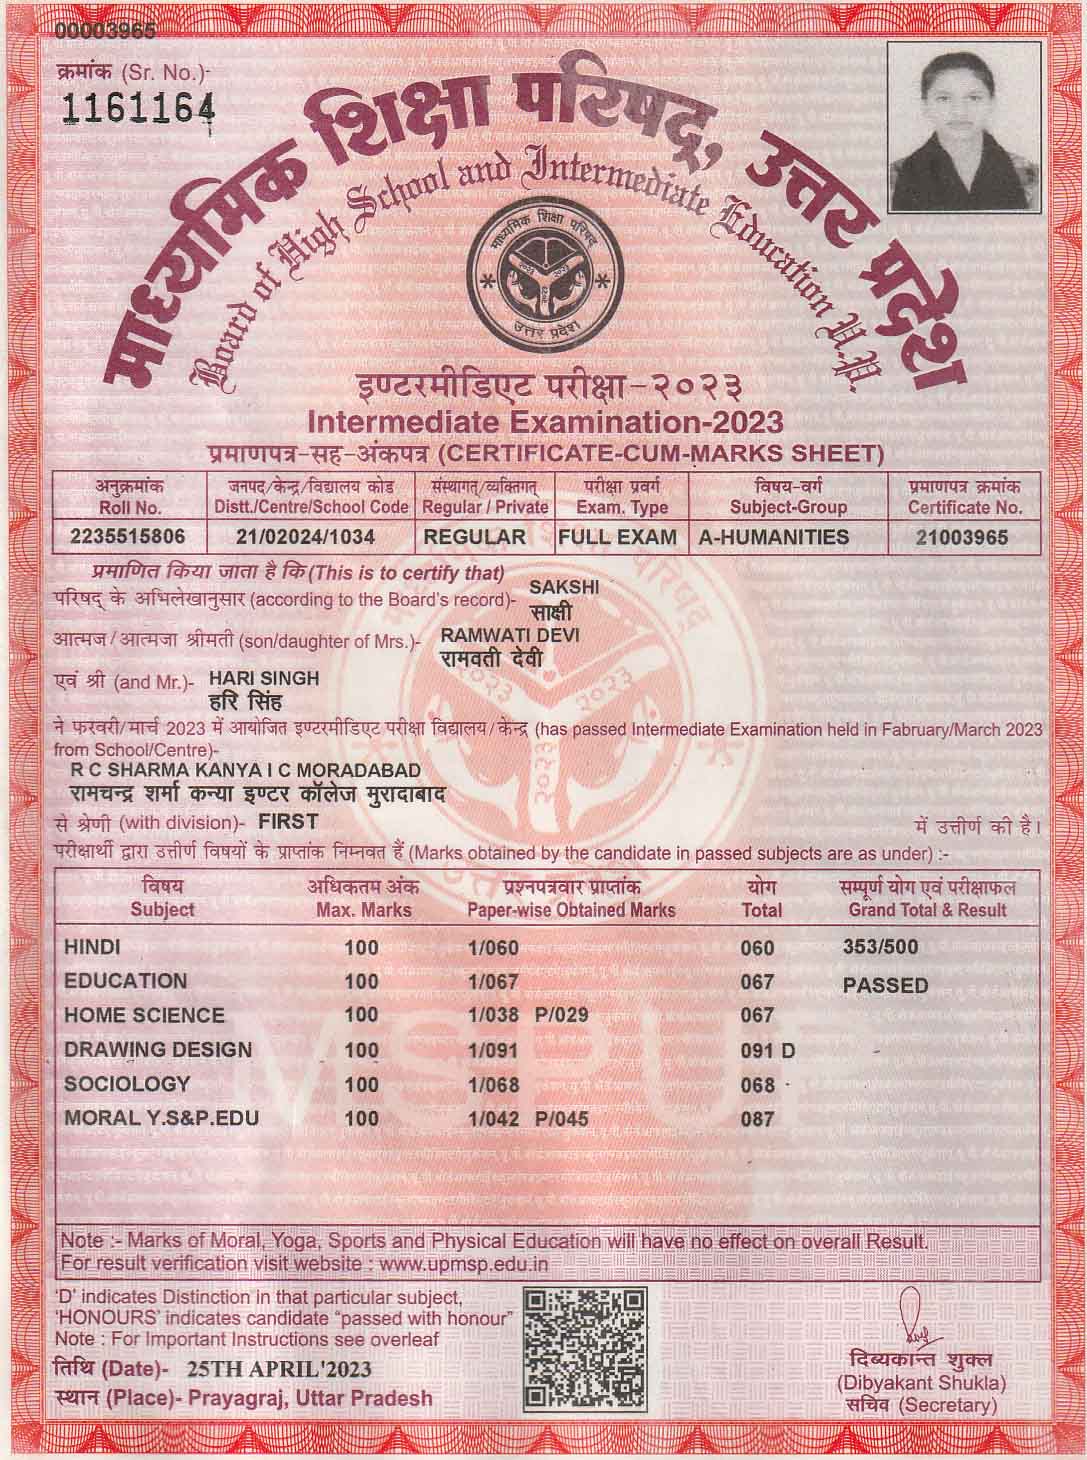 00003965
क्रमांक (Sr. No.)-
1161164
माध्यमिक शिक्षा परिषद्, उत्तर प्रदेश
Board of High School and Intermediate Education U.P.
माध्यमिक शिक्षा परिषद
उत्तर प्रदेश
इण्टरमीडिएट परीक्षा-२०२३
Intermediate Examination-2023
प्रमाणपत्र-सह-अंकपत्र (CERTIFICATE-CUM-MARKS SHEET)
अनुक्रमांक जनपद/केन्द्र/विद्यालय कोड संस्थागत्/व्यक्तिगत् परीक्षा प्रवर्ग विषय-वर्ग प्रमाणपत्र क्रमांक
Roll No. Distt./Centre/School Code Regular / Private Exam. Type Subject-Group Certificate No.
2235515806 21/02024/1034 REGULAR FULL EXAM A-HUMANITIES 21003965
प्रमाणित किया जाता है कि (This is to certify that)
SAKSHI
परिषद् के अभिलेखानुसार (according to the Board's record)-
साक्षी
आत्मज/आत्मजा श्रीमती (son/daughter of Mrs.)- RAMWATI DEVI
रामवती देवी
एवं श्री (and Mr.)- HARI SINGH
हरि सिंह
ने फरवरी/मार्च 2023 में आयोजित इण्टरमीडिएट परीक्षा विद्यालय/केन्द्र (has passed Intermediate Examination held in Fabruary/March 2023
from School/Centre)-
R C SHARMA KANYA I C MORADABAD
रामचन्द्र शर्मा कन्या इण्टर कॉलेज मुरादाबाद
से श्रेणी (with division)- FIRST में उत्तीर्ण की है।
परीक्षार्थी द्वारा उत्तीर्ण विषयों के प्राप्तांक निम्नवत हैं (Marks obtained by the candidate in passed subjects are as under) :-
विषय अधिकतम अंक प्रश्नपत्रवार प्राप्तांक योग सम्पूर्ण योग एवं परीक्षाफल
Subject Max. Marks Paper-wise Obtained Marks Total Grand Total & Result
HINDI 100 1/060 060 353/500
EDUCATION 100 1/067 067 PASSED
HOME SCIENCE 100 1/038 P/029 067
DRAWING DESIGN 100 1/091 091 D
SOCIOLOGY 100 1/068 068
MORAL Y.S&P.EDU 100 1/042 P/045 087
Note :- Marks of Moral, Yoga, Sports and Physical Education will have no effect on overall Result.
For result verification visit website : www.upmsp.edu.in
'D' indicates Distinction in that particular subject,
'HONOURS' indicates candidate "passed with honour"
Note : For Important Instructions see overleaf
तिथि (Date)- 25TH APRIL'2023
स्थान (Place)- Prayagraj, Uttar Pradesh
दिब्यकान्त शुक्ल
(Dibyakant Shukla)
सचिव (Secretary)